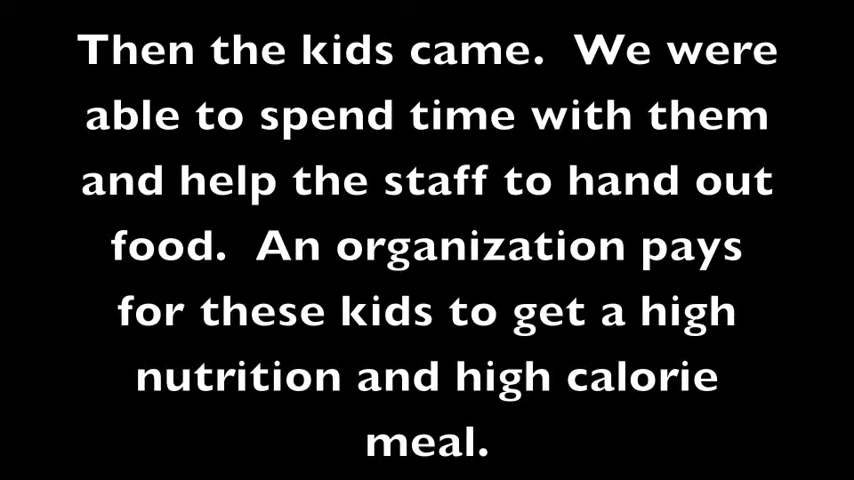 Then the kids came.  We were
able to spend time with them
and help the staff to hand out
food.  An organization pays
for these kids to get a high
nutrition and high calorie
meal.